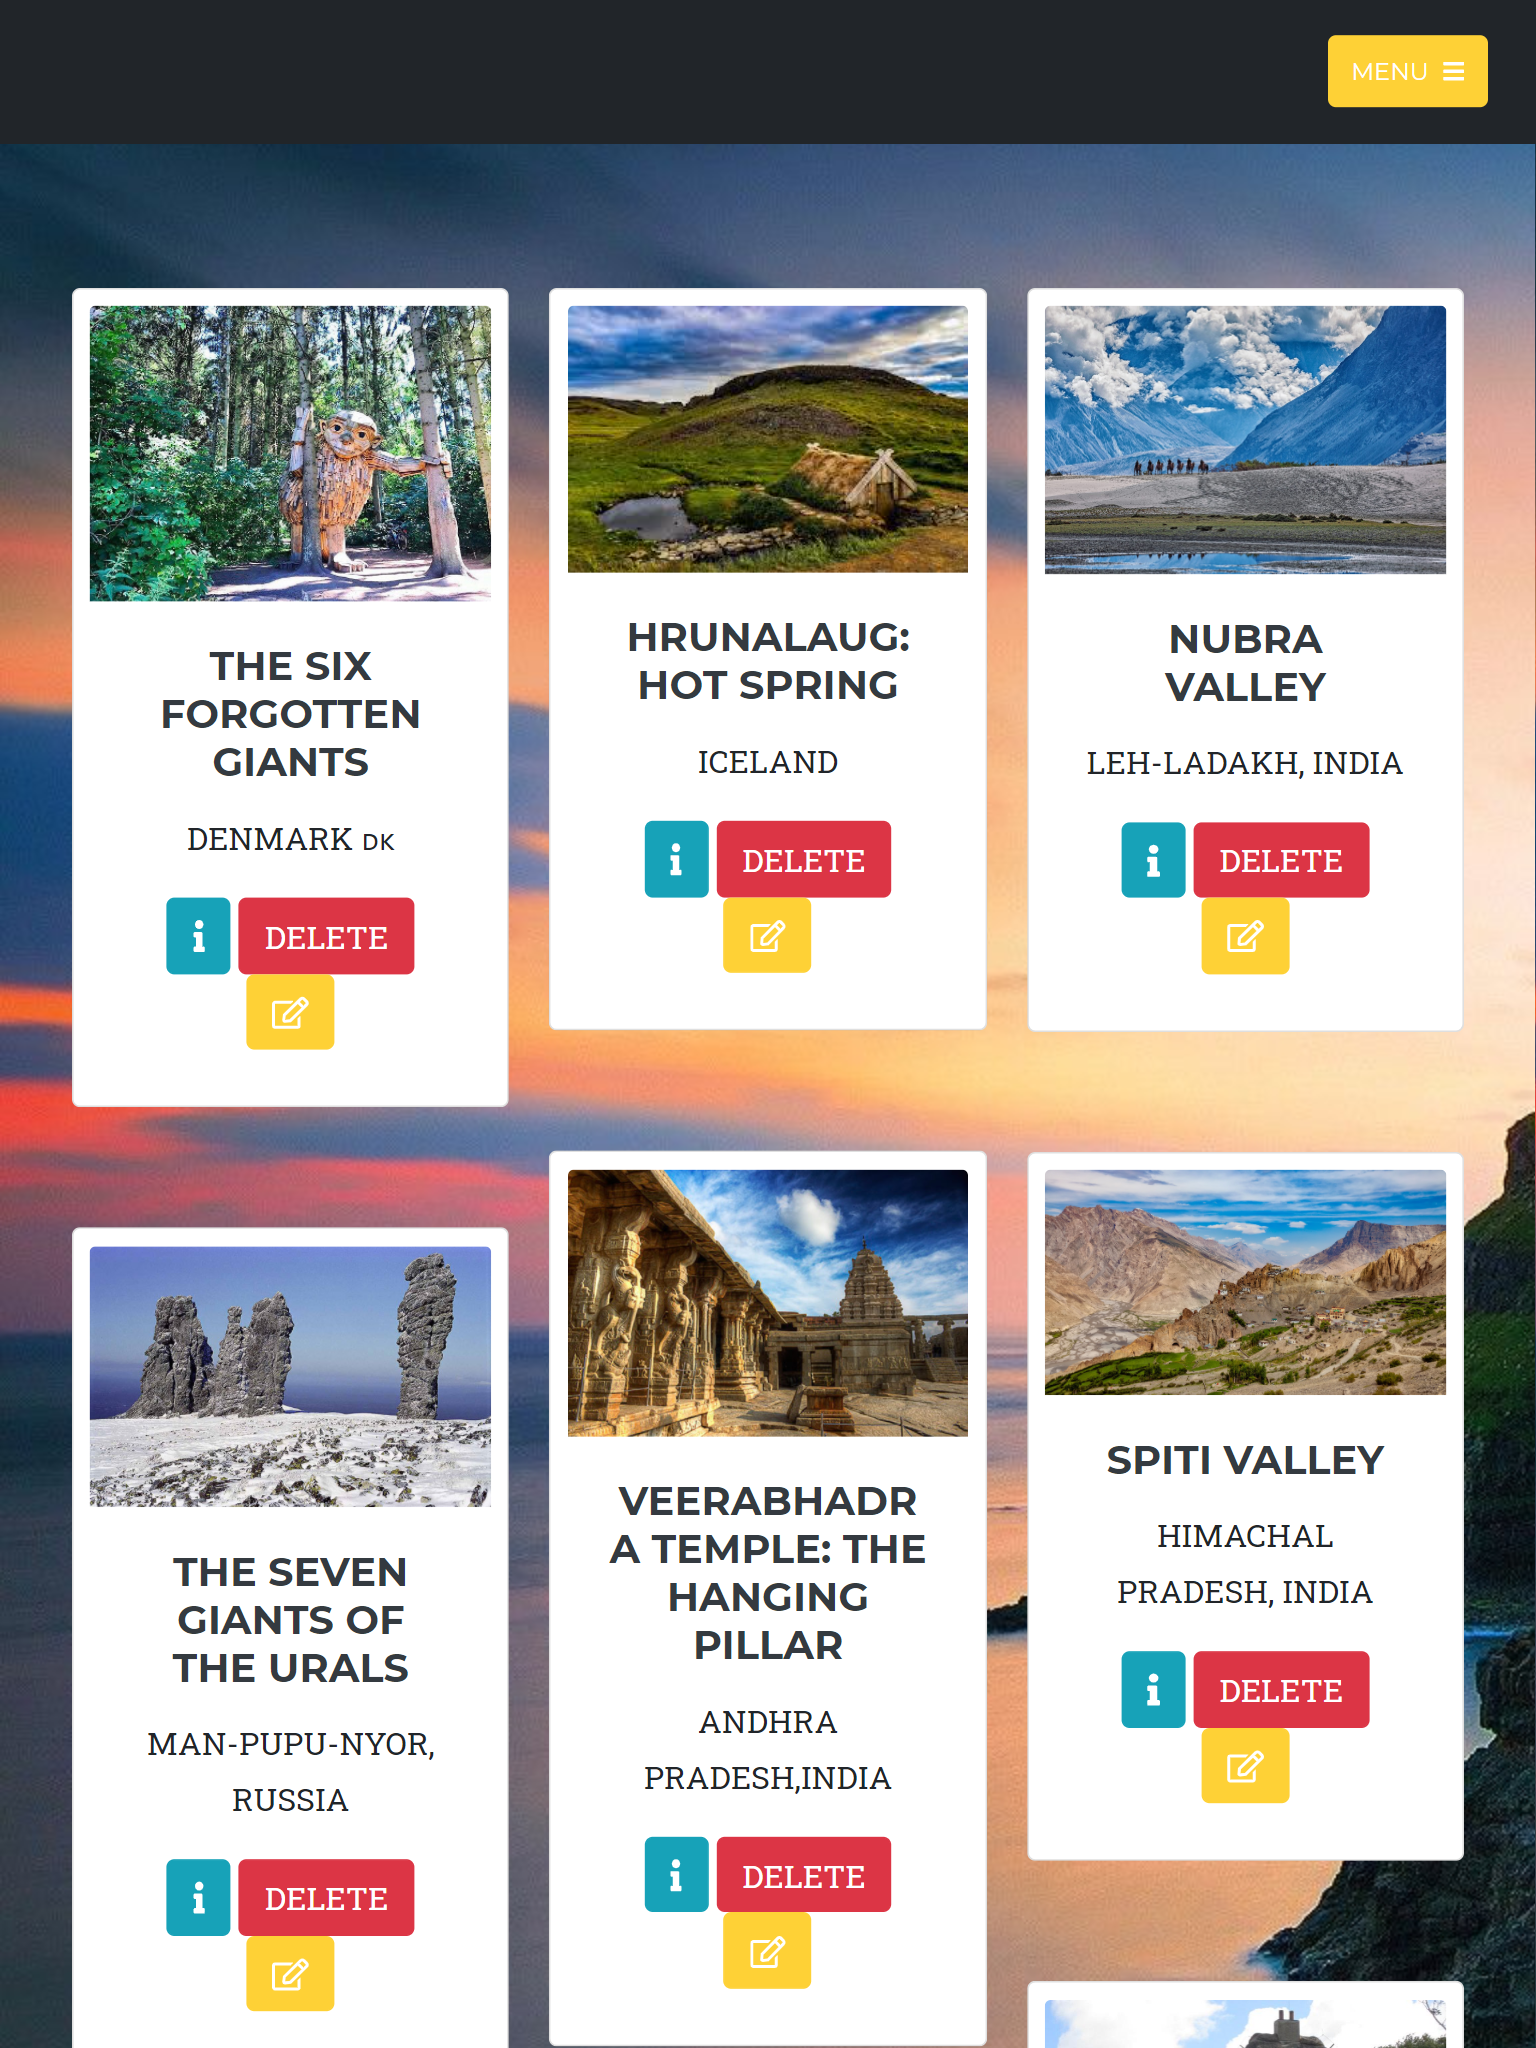 MENU
THE SIX
FORGOTTEN
GIANTS
DENMARK DK
DELETE
HRUNALAUG:
HOT SPRING
ICELAND
DELETE
NUBRA
VALLEY
LEH-LADAKH, INDIA
DELETE
THE SEVEN
GIANTS OF
THE URALS
MAN-PUPU-NYOR,
RUSSIA
DELETE
VEERABHADR
A TEMPLE: THE
HANGING
PILLAR
ANDHRA
PRADESH,INDIA
DELETE
SPITI VALLEY
HIMACHAL
PRADESH, INDIA
DELETE